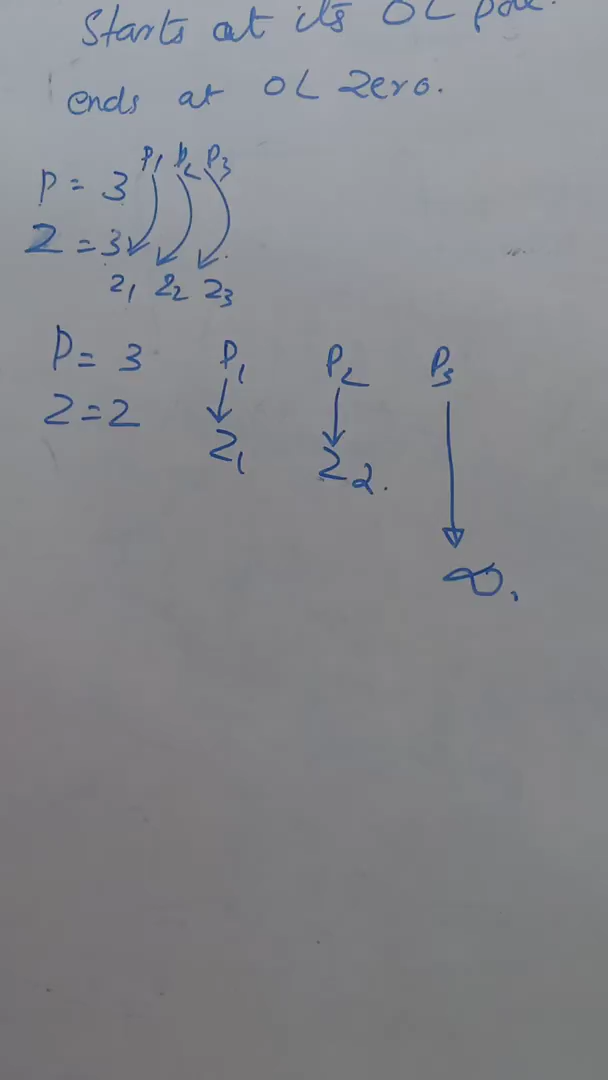 Starts at its OL pole.
ends at OL Zero.
P1 P2 P3
P = 3
Z = 3
Z1 Z2 Z3
P = 3 P1 P2 P3
Z = 2
Z1 Z2.
∞.